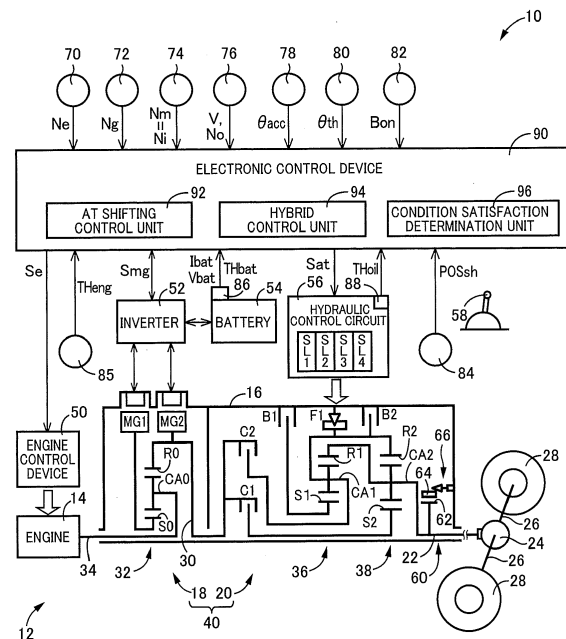 10
70
72
74
76
78
80
82
Ne
Ng
Nm
=
Ni
V,
No
θacc
θth
Bon
90
ELECTRONIC CONTROL DEVICE
92
94
96
AT SHIFTING
CONTROL UNIT
HYBRID
CONTROL UNIT
CONDITION SATISFACTION
DETERMINATION UNIT
Se
THeng
Smg
Ibat
Vbat
THbat
Sat
THoil
POSsh
52
86
54
56
88
58
INVERTER
BATTERY
HYDRAULIC
CONTROL CIRCUIT
SL1
SL2
SL3
SL4
85
84
16
50
MG1
MG2
B1
F1
B2
ENGINE
CONTROL
DEVICE
R0
CA0
S0
C2
C1
R1
CA1
S1
R2
CA2
S2
66
64
62
28
14
ENGINE
26
24
26
28
34
32
30
36
38
22
60
18
20
40
12